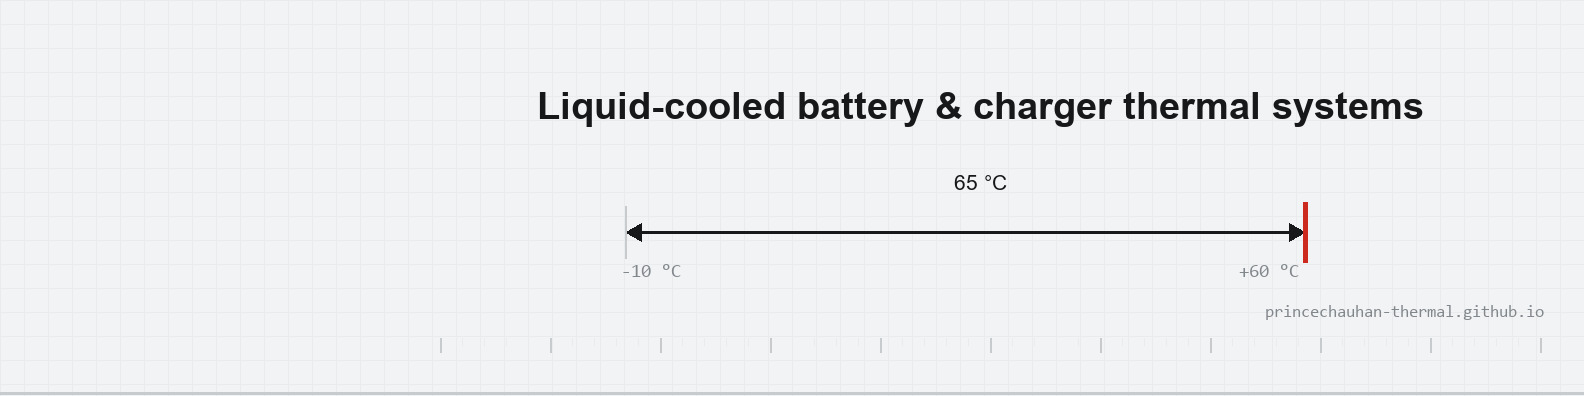 Liquid-cooled battery & charger thermal systems
65 °C
-10 °C
+60 °C
princechauhan-thermal.github.io